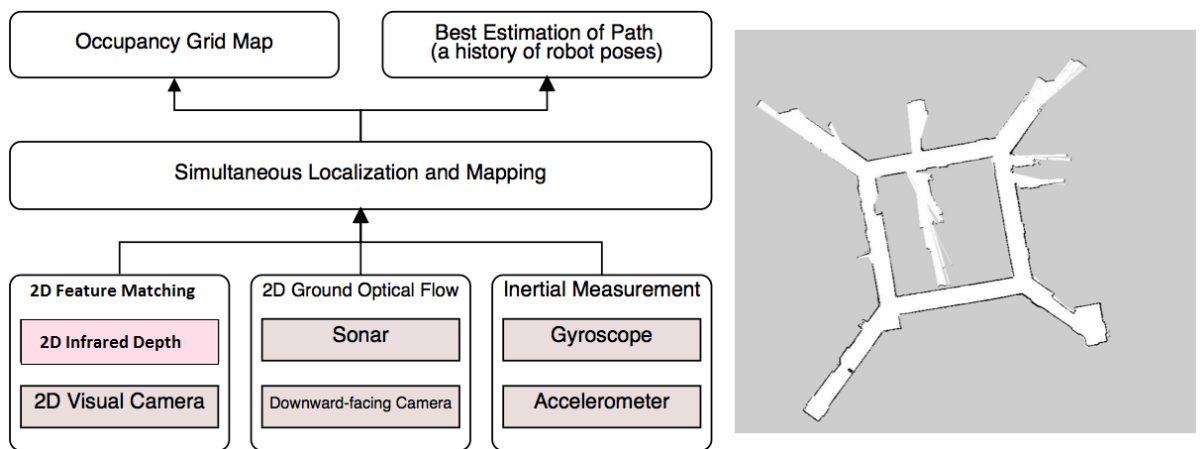 Occupancy Grid Map
Best Estimation of Path
(a history of robot poses)
Simultaneous Localization and Mapping
2D Feature Matching
2D Infrared Depth
2D Visual Camera
2D Ground Optical Flow
Sonar
Downward-facing Camera
Inertial Measurement
Gyroscope
Accelerometer